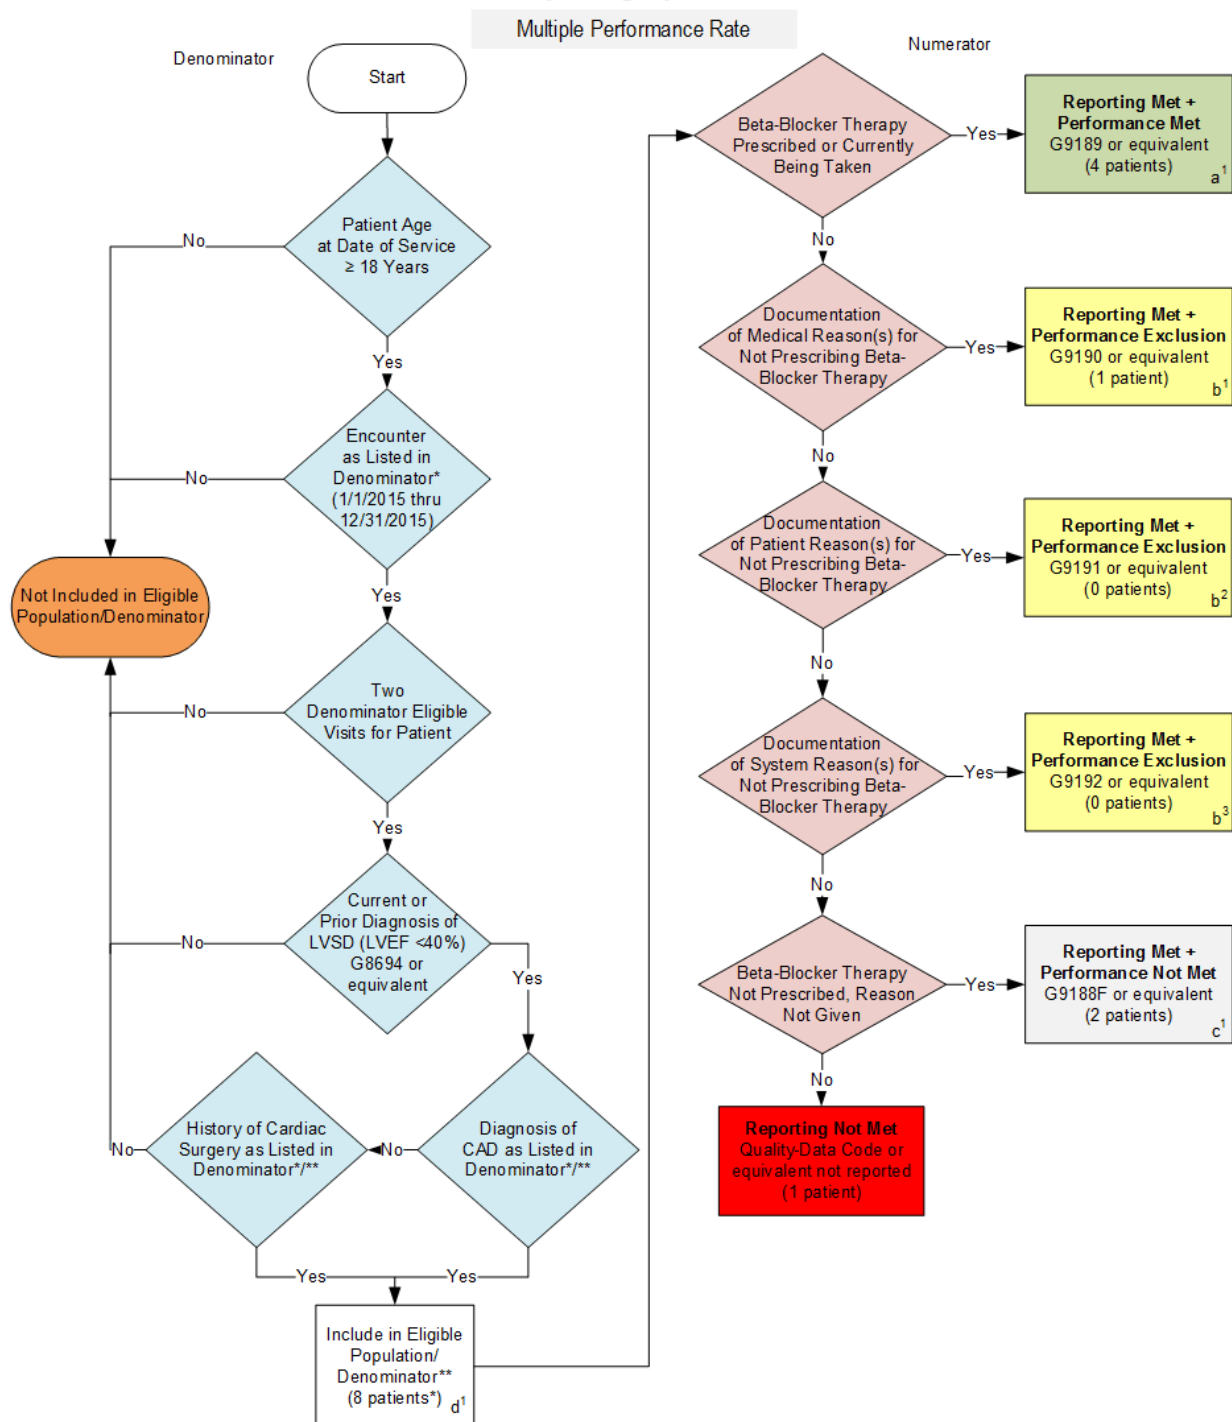 Multiple Performance Rate
Denominator
Numerator
Start
Patient Age
at Date of Service
≥ 18 Years
No
Yes
Encounter
as Listed in
Denominator*
(1/1/2015 thru
12/31/2015)
No
Yes
Not Included in Eligible
Population/Denominator
Two
Denominator Eligible
Visits for Patient
No
Yes
Current or
Prior Diagnosis of
LVSD (LVEF <40%)
G8694 or
equivalent
No
Yes
Diagnosis of
CAD as Listed in
Denominator*/**
No
Yes
History of Cardiac
Surgery as Listed in
Denominator*/**
No
Yes
Include in Eligible
Population/
Denominator**
(8 patients*)
d1
Beta-Blocker Therapy
Prescribed or Currently
Being Taken
Yes
Reporting Met +
Performance Met
G9189 or equivalent
(4 patients)
a1
No
Documentation
of Medical Reason(s) for
Not Prescribing Beta-
Blocker Therapy
Yes
Reporting Met +
Performance Exclusion
G9190 or equivalent
(1 patient)
b1
No
Documentation
of Patient Reason(s) for
Not Prescribing Beta-
Blocker Therapy
Yes
Reporting Met +
Performance Exclusion
G9191 or equivalent
(0 patients)
b2
No
Documentation
of System Reason(s) for
Not Prescribing Beta-
Blocker Therapy
Yes
Reporting Met +
Performance Exclusion
G9192 or equivalent
(0 patients)
b3
No
Beta-Blocker Therapy
Not Prescribed, Reason
Not Given
Yes
Reporting Met +
Performance Not Met
G9188F or equivalent
(2 patients)
c1
No
Reporting Not Met
Quality-Data Code or
equivalent not reported
(1 patient)